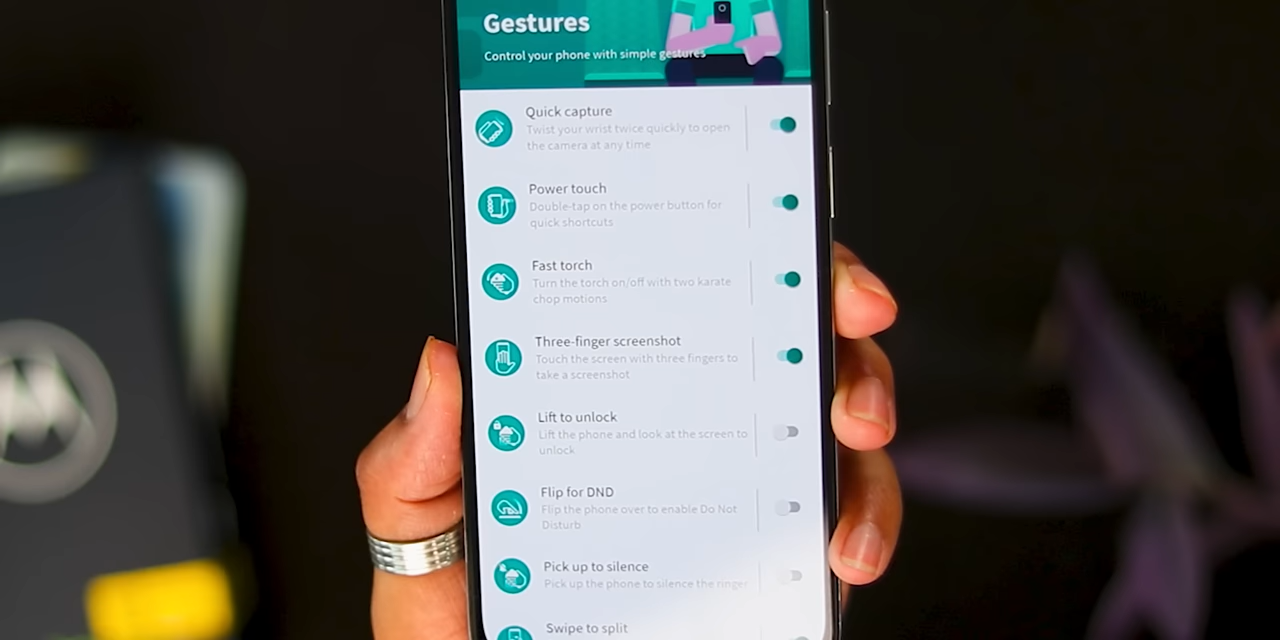 Gestures
Control your phone with simple gestures
Quick capture
Twist your wrist twice quickly to open
the camera at any time
Power touch
Double-tap on the power button for
quick shortcuts
Fast torch
Turn the torch on/off with two karate
chop motions
Three-finger screenshot
Touch the screen with three fingers to
take a screenshot
Lift to unlock
Lift the phone and look at the screen to
unlock
Flip for DND
Flip the phone over to enable Do Not
Disturb
Pick up to silence
Pick up the phone to silence the ringer
Swipe to split